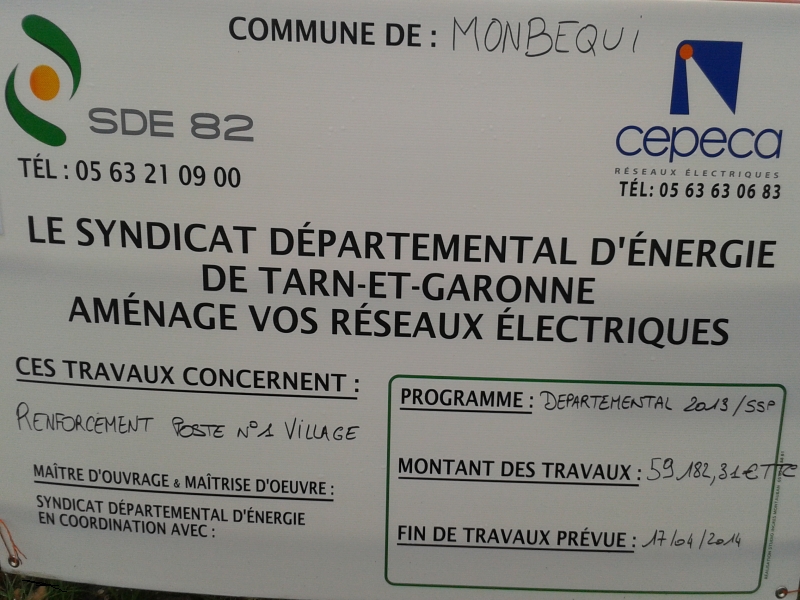 COMMUNE DE : MONBEQUI
SDE 82
TÉL : 05 63 21 09 00
cepeca
RÉSEAUX ÉLECTRIQUES
TÉL: 05 63 63 06 83
LE SYNDICAT DÉPARTEMENTAL D'ÉNERGIE
DE TARN-ET-GARONNE
AMÉNAGE VOS RÉSEAUX ÉLECTRIQUES
CES TRAVAUX CONCERNENT :
RENFORCEMENT POSTE N°1 VILLAGE
MAÎTRE D'OUVRAGE & MAÎTRISE D'OEUVRE :
SYNDICAT DÉPARTEMENTAL D'ÉNERGIE
EN COORDINATION AVEC :
PROGRAMME : DEPARTEMENTAL 2013/SSP
MONTANT DES TRAVAUX : 59 182,31€ TTC
FIN DE TRAVAUX PRÉVUE : 17/04/2014